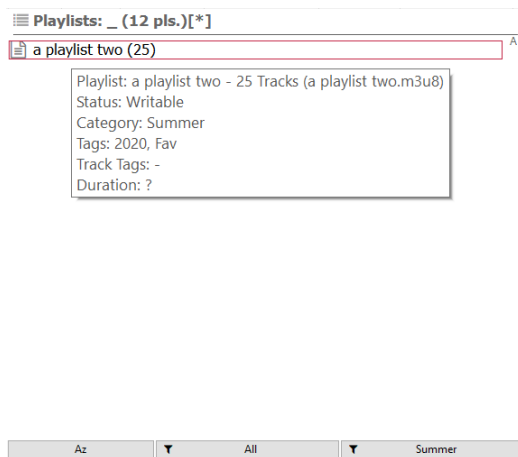 Playlists: _ (12 pls.)[*]
A
a playlist two (25)
Playlist: a playlist two - 25 Tracks (a playlist two.m3u8)
Status: Writable
Category: Summer
Tags: 2020, Fav
Track Tags: -
Duration: ?
Az All Summer